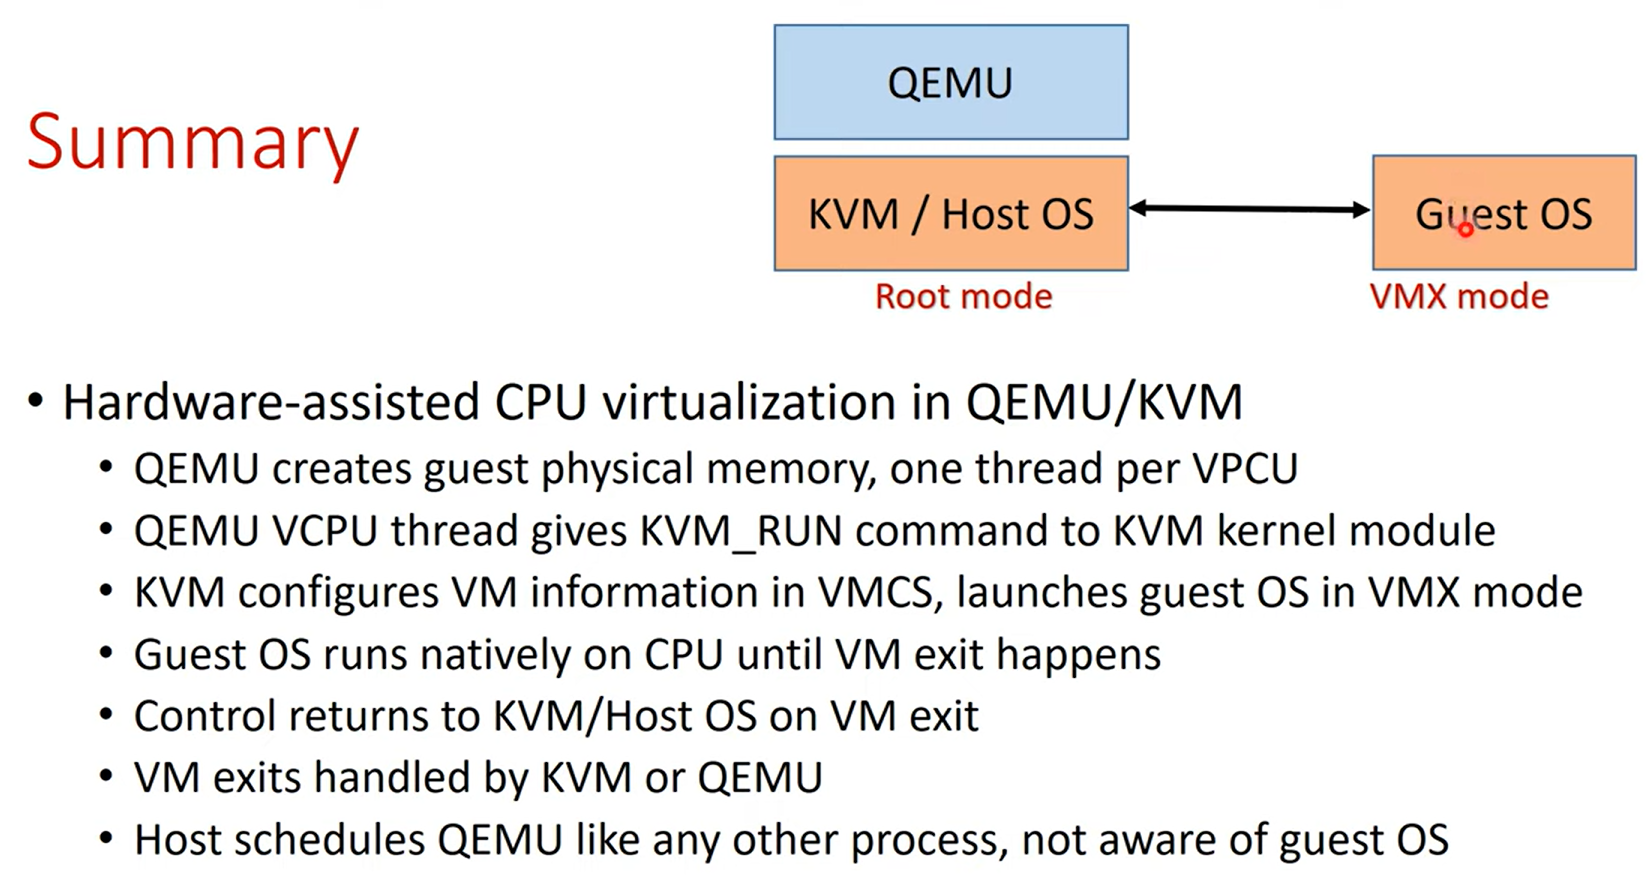 Summary
QEMU
KVM / Host OS
Guest OS
Root mode
VMX mode
• Hardware-assisted CPU virtualization in QEMU/KVM
• QEMU creates guest physical memory, one thread per VPCU
• QEMU VCPU thread gives KVM_RUN command to KVM kernel module
• KVM configures VM information in VMCS, launches guest OS in VMX mode
• Guest OS runs natively on CPU until VM exit happens
• Control returns to KVM/Host OS on VM exit
• VM exits handled by KVM or QEMU
• Host schedules QEMU like any other process, not aware of guest OS